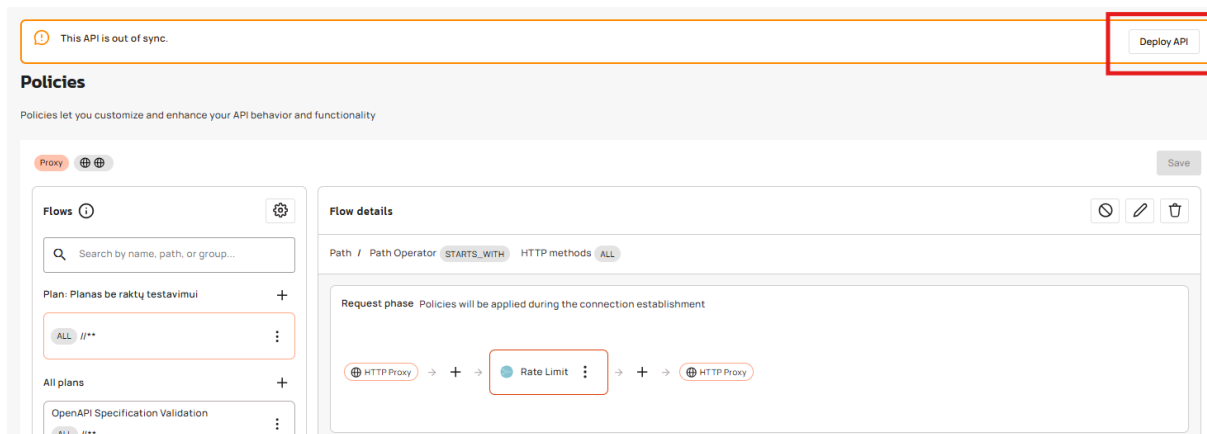 This API is out of sync.
Deploy API
Policies
Policies let you customize and enhance your API behavior and functionality
Proxy
Save
Flows
Search by name, path, or group...
Plan: Planas be raktų testavimui
ALL //**
All plans
OpenAPI Specification Validation
ALL //**
Flow details
Path / Path Operator STARTS_WITH HTTP methods ALL
Request phase Policies will be applied during the connection establishment
HTTP Proxy Rate Limit HTTP Proxy